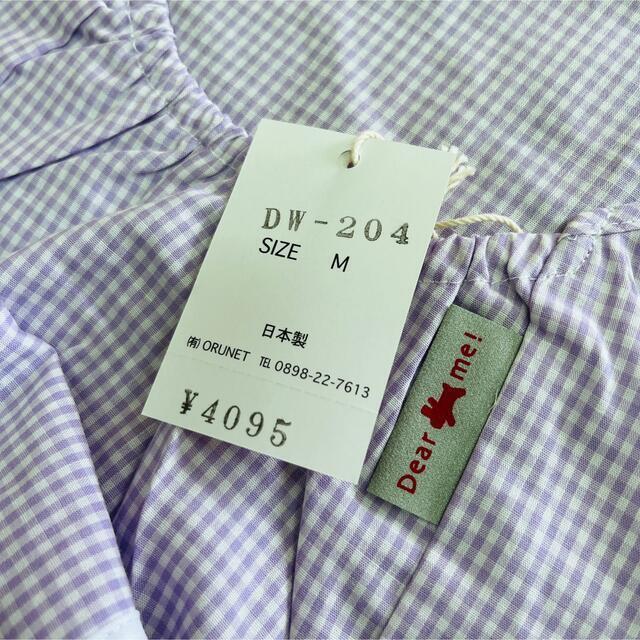 DW-204
SIZE M
日本製
㈲ ORUNET ℡ 0898-22-7613
¥4095
Dear me!